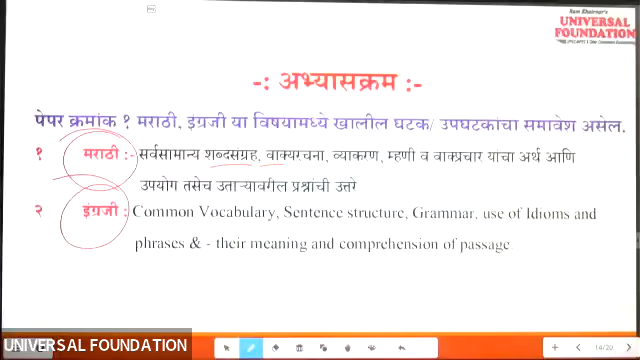 Ram Khairnar's
UNIVERSAL
FOUNDATION
-: अभ्यासक्रम :-
पेपर क्रमांक १ मराठी, इंग्रजी या विषयामध्ये खालील घटक/ उपघटकांचा समावेश असेल.
१ मराठी :- सर्वसामान्य शब्दसग्रह, वाक्यरचना, व्याकरण, म्हणी व वाक्प्रचार यांचा अर्थ आणि
उपयोग तसेच उताऱ्यावरील प्रश्नांची उत्तरे
२ इंग्रजी : Common Vocabulary, Sentence structure, Grammar, use of Idioms and
phrases & - their meaning and comprehension of passage
UNIVERSAL FOUNDATION
14/20